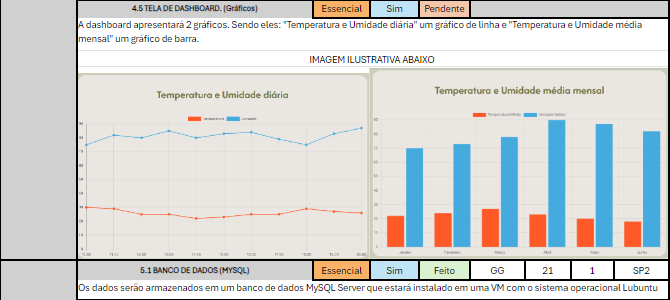 4.5 TELA DE DASHBOARD. (Gráficos) Essencial Sim Pendente
A dashboard apresentará 2 gráficos. Sendo eles: "Temperatura e Umidade diária" um gráfico de linha e "Temperatura e Umidade média
mensal" um gráfico de barra.
IMAGEM ILUSTRATIVA ABAIXO
Temperatura e Umidade diária
Temperatura Umidade
Temperatura e Umidade média mensal
Temperatura Média Umidade Média
Janeiro Fevereiro Março Abril Maio Junho
5.1 BANCO DE DADOS (MYSQL) Essencial Sim Feito GG 21 1 SP2
Os dados serão armazenados em um banco de dados MySQL Server que estará instalado em uma VM com o sistema operacional Lubuntu